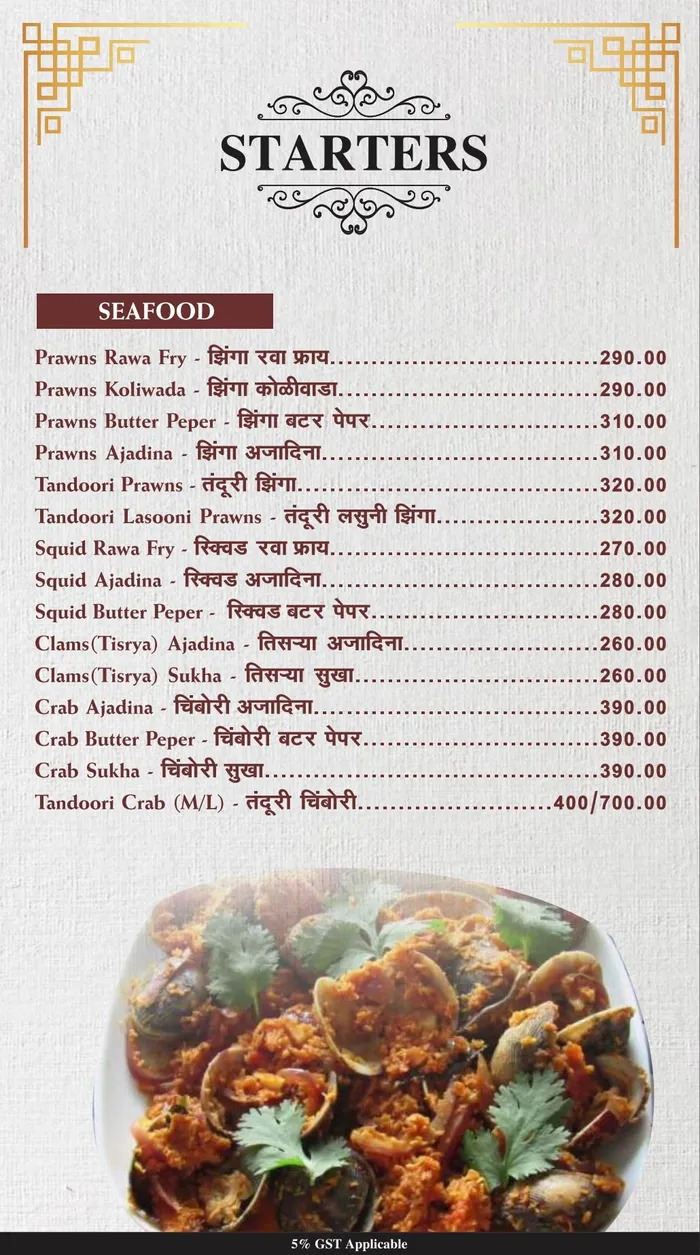 STARTERS
SEAFOOD
Prawns Rawa Fry - झिंगा रवा फ्राय.................................290.00
Prawns Koliwada - झिंगा कोळीवाडा................................290.00
Prawns Butter Peper - झिंगा बटर पेपर............................310.00
Prawns Ajadina - झिंगा अजादिना..................................310.00
Tandoori Prawns - तंदूरी झिंगा.....................................320.00
Tandoori Lasooni Prawns - तंदूरी लसुनी झिंगा....................320.00
Squid Rawa Fry - स्क्विड रवा फ्राय.................................270.00
Squid Ajadina - स्क्विड अजादिना..................................280.00
Squid Butter Peper - स्क्विड बटर पेपर............................280.00
Clams(Tisrya) Ajadina - तिसऱ्या अजादिना........................260.00
Clams(Tisrya) Sukha - तिसऱ्या सुखा..............................260.00
Crab Ajadina - चिंबोरी अजादिना...................................390.00
Crab Butter Peper - चिंबोरी बटर पेपर.............................390.00
Crab Sukha - चिंबोरी सुखा.........................................390.00
Tandoori Crab (M/L) - तंदूरी चिंबोरी........................400/700.00
5% GST Applicable